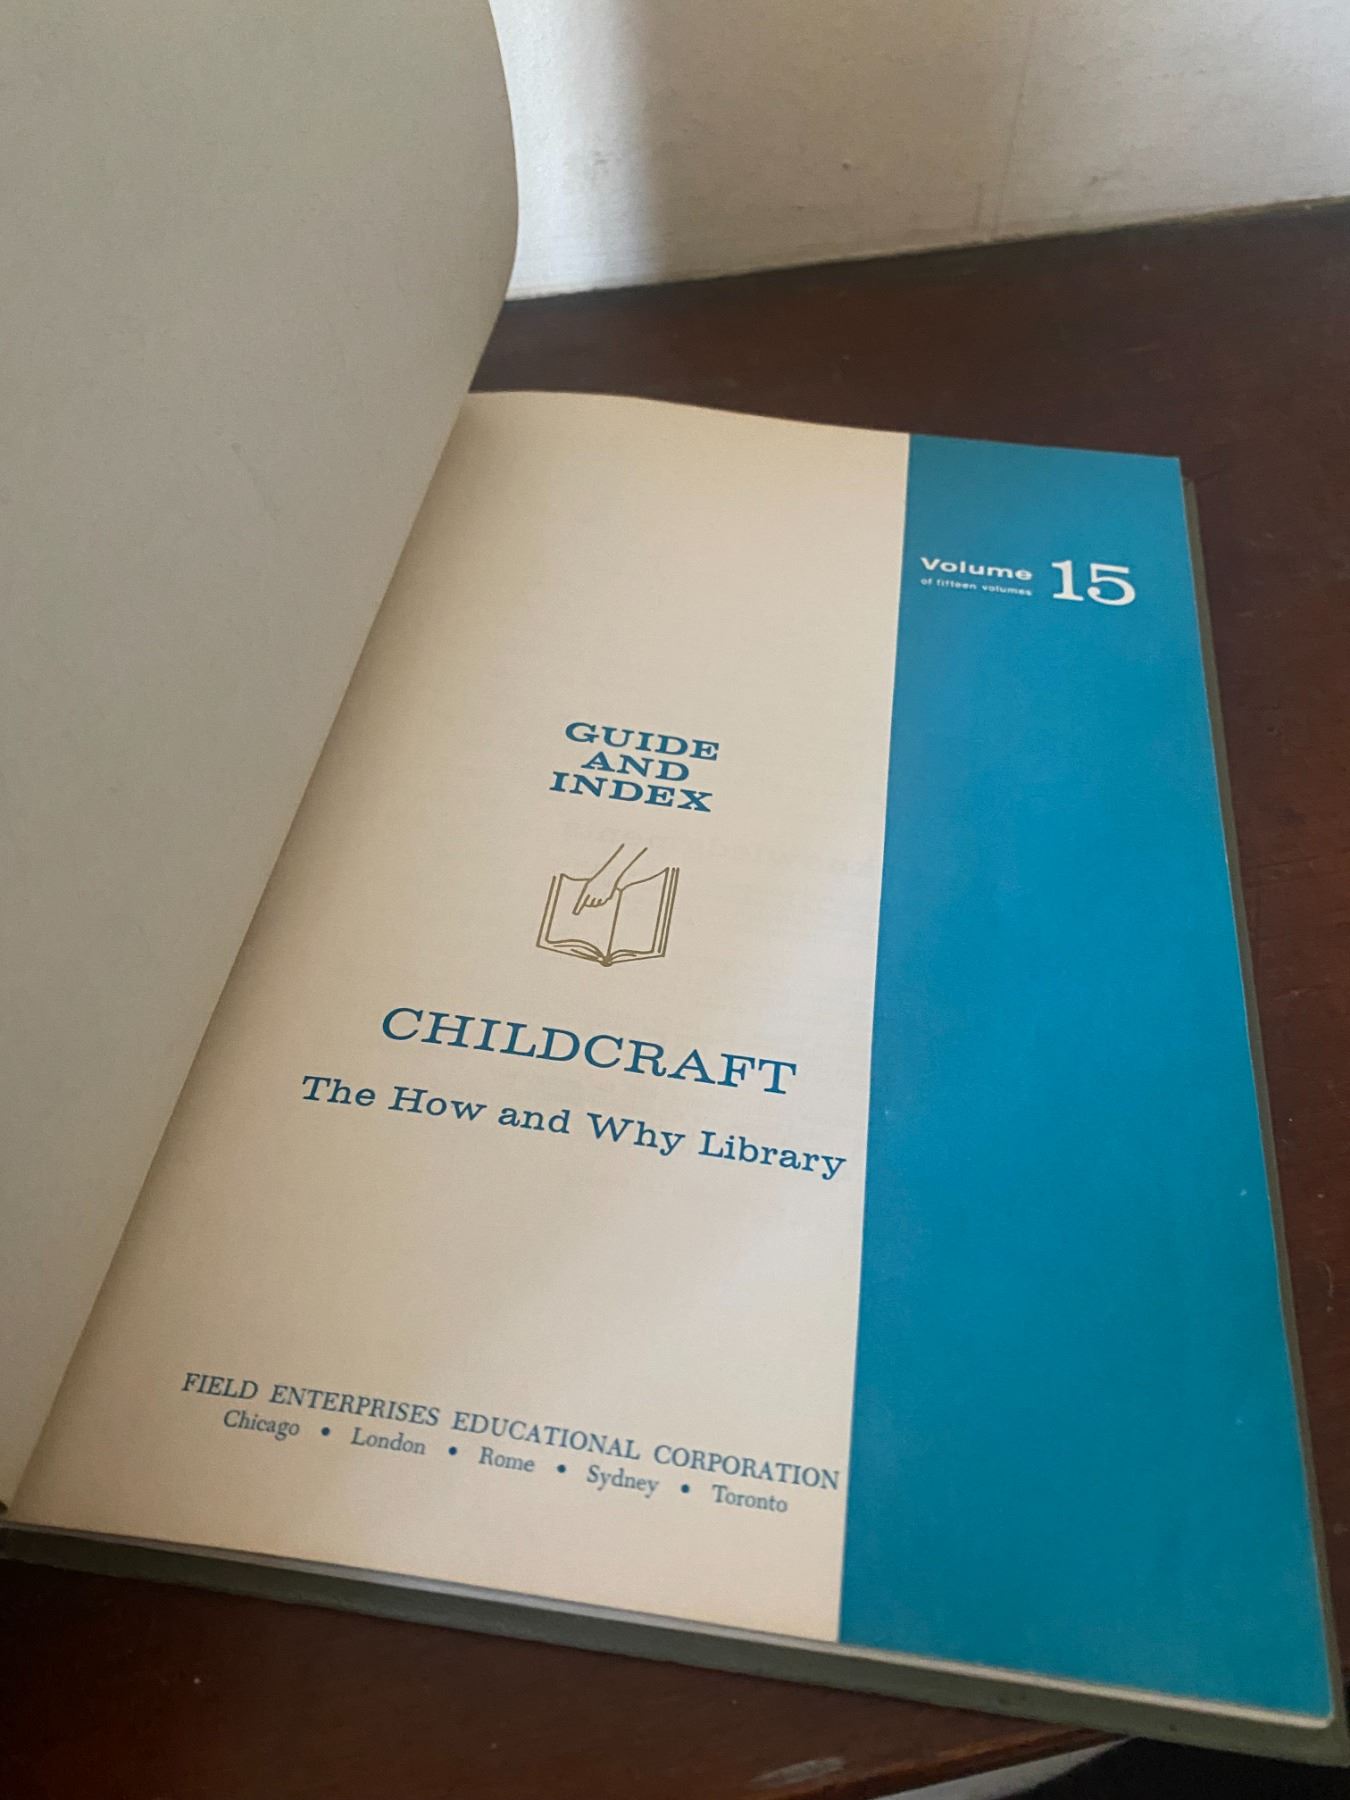 Volume 15
of fifteen volumes
GUIDE
AND
INDEX
CHILDCRAFT
The How and Why Library
FIELD ENTERPRISES EDUCATIONAL CORPORATION
Chicago • London • Rome • Sydney • Toronto